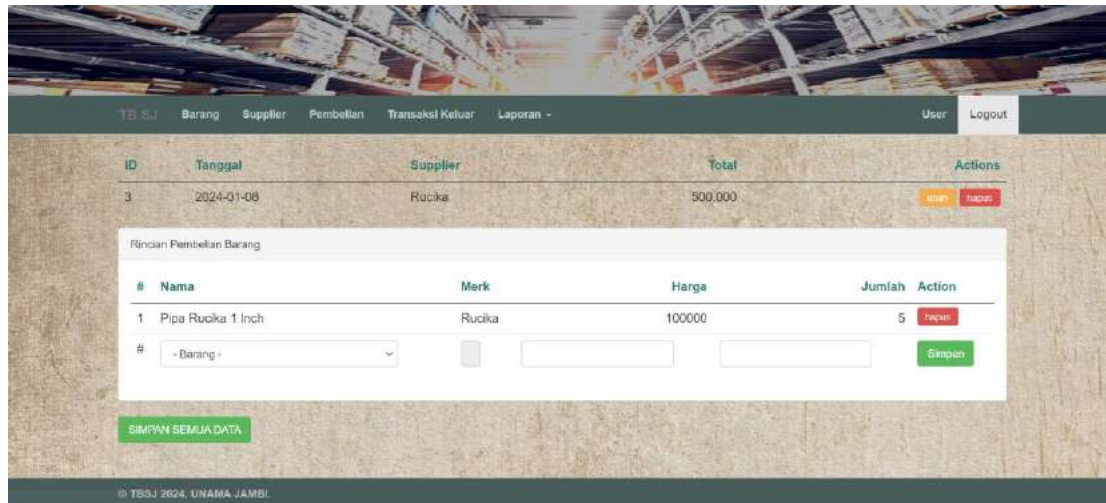 TB.SJ Barang Supplier Pembelian Transaksi Keluar Laporan User Logout
ID Tanggal Supplier Total Actions
3 2024-01-08 Rucika 500,000 ubah hapus
Rincian Pembelian Barang
# Nama Merk Harga Jumlah Action
1 Pipa Rucika 1 Inch Rucika 100000 5 hapus
# - Barang - Simpan
SIMPAN SEMUA DATA
© TBSJ 2024, UNAMA JAMBI.